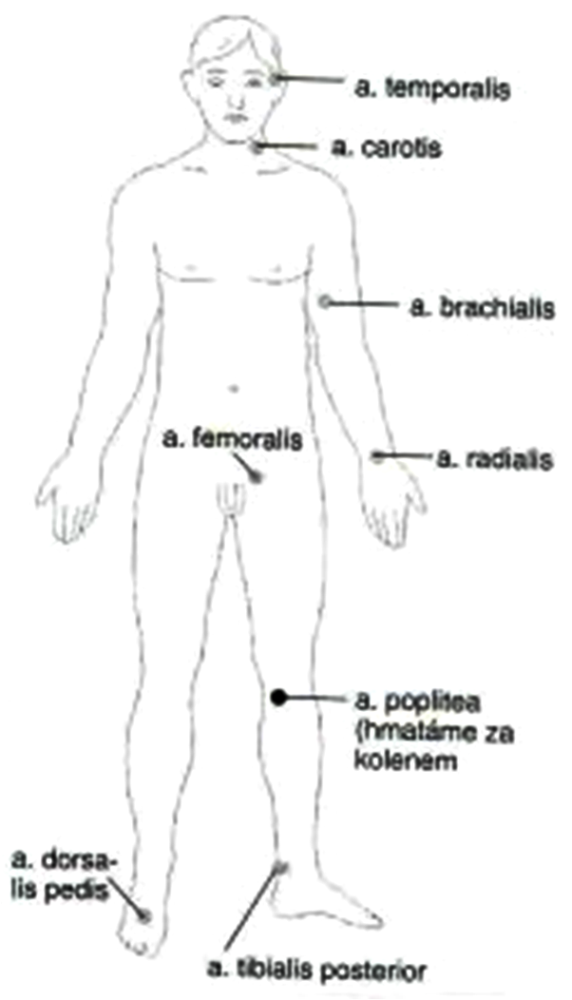 a. temporalis
a. carotis
a. brachialis
a. femoralis
a. radialis
a. poplitea
(hmatáme za
kolenem
a. dorsa-
lis pedis
a. tibialis posterior